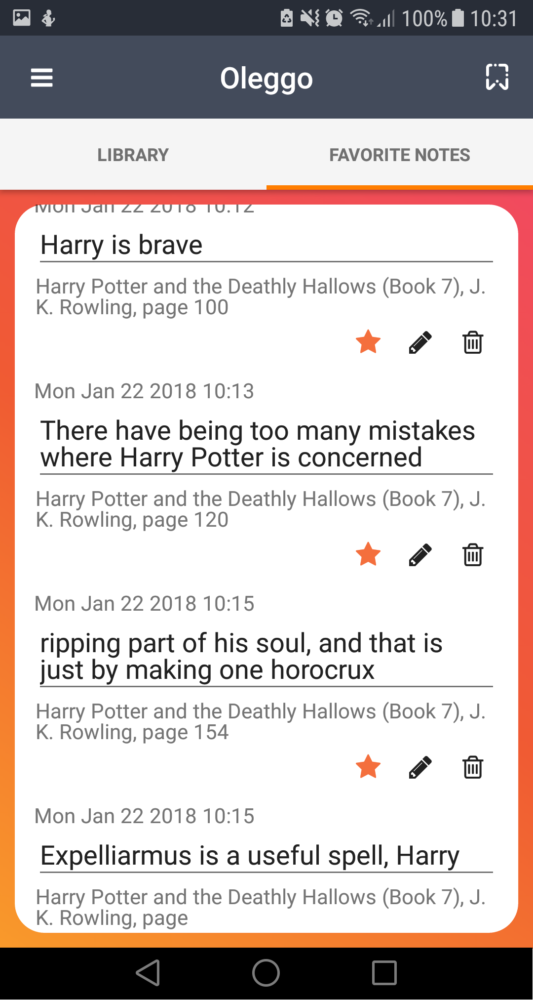 100% 10:31
Oleggo
LIBRARY
FAVORITE NOTES
Mon Jan 22 2018 10:12
Harry is brave
Harry Potter and the Deathly Hallows (Book 7), J.
K. Rowling, page 100
Mon Jan 22 2018 10:13
There have being too many mistakes
where Harry Potter is concerned
Harry Potter and the Deathly Hallows (Book 7), J.
K. Rowling, page 120
Mon Jan 22 2018 10:15
ripping part of his soul, and that is
just by making one horocrux
Harry Potter and the Deathly Hallows (Book 7), J.
K. Rowling, page 154
Mon Jan 22 2018 10:15
Expelliarmus is a useful spell, Harry
Harry Potter and the Deathly Hallows (Book 7), J.
K. Rowling, page